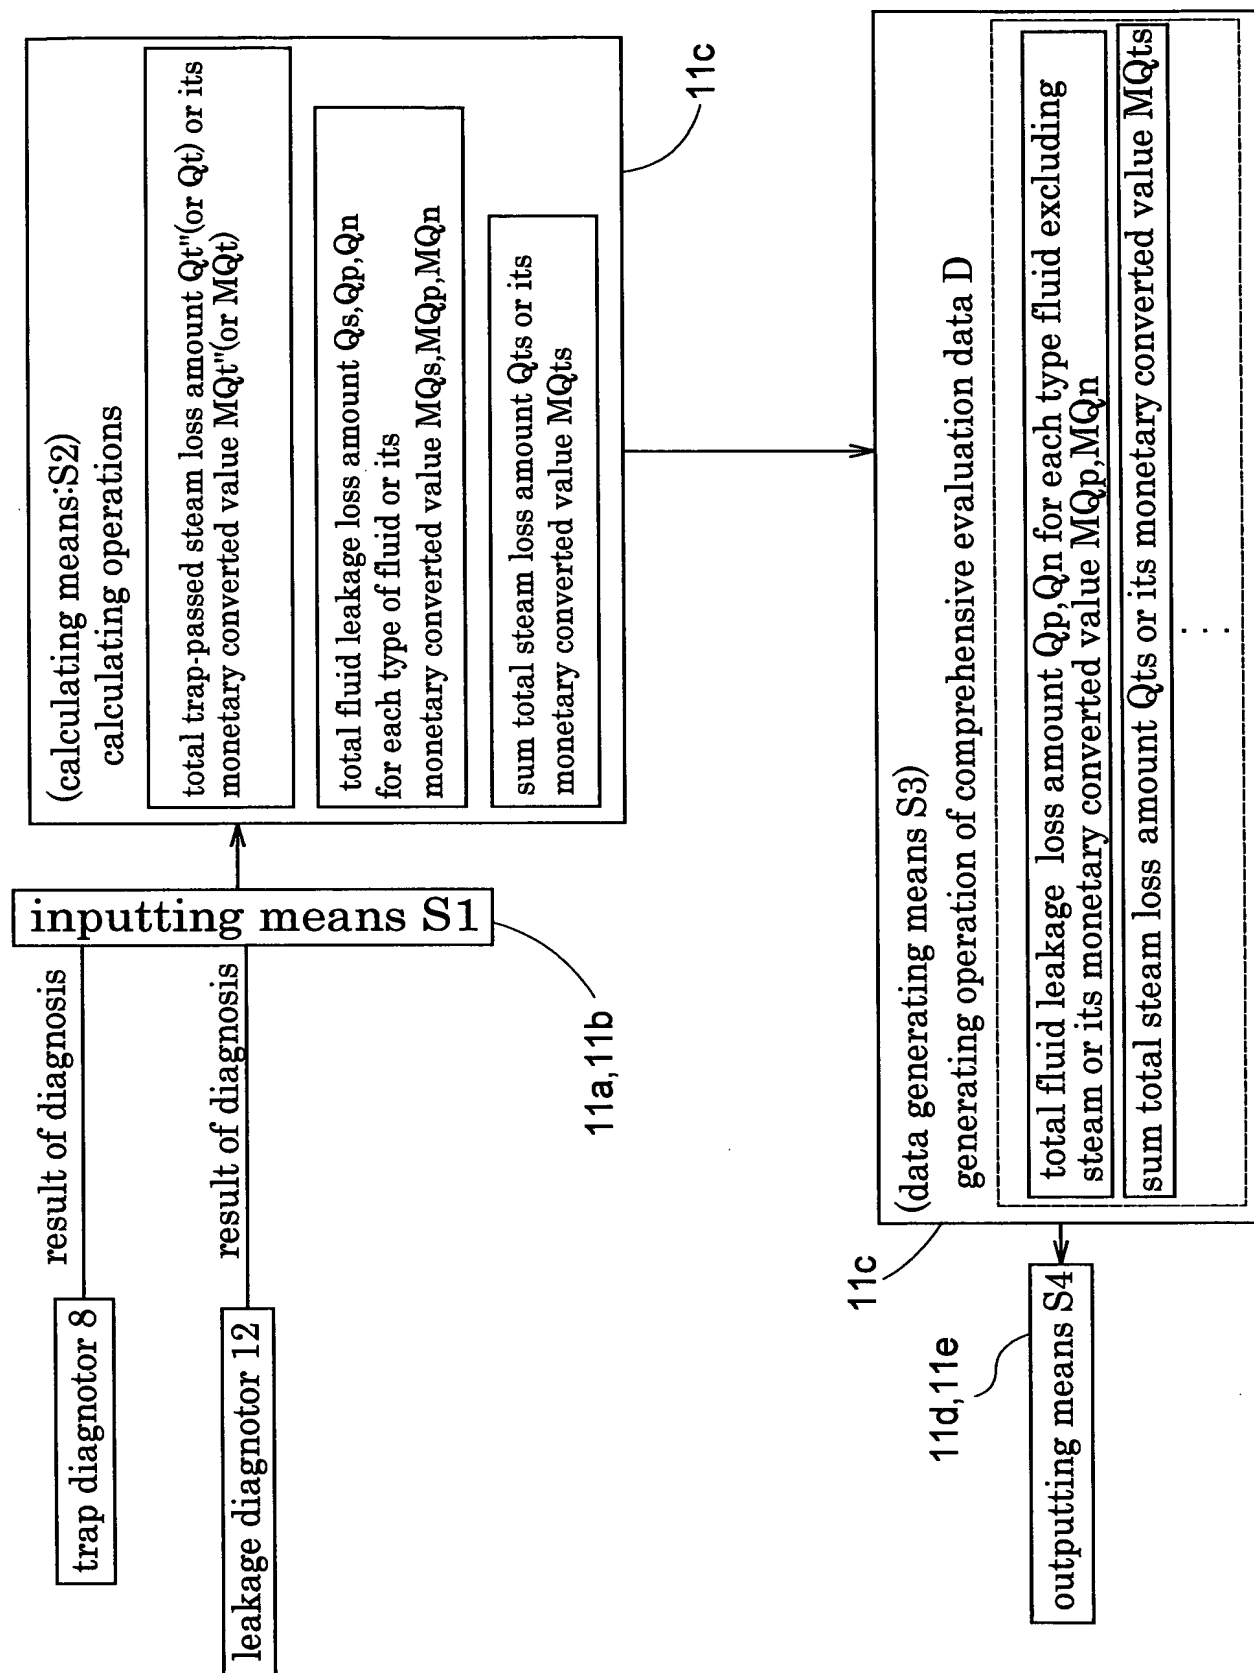 trap diagnotor 8
result of diagnosis
leakage diagnotor 12
result of diagnosis
inputting means S1
11a,11b
(calculating means:S2)
calculating operations
total trap-passed steam loss amount Qt"(or Qt) or its
monetary converted value MQt"(or MQt)
total fluid leakage loss amount Qs,Qp,Qn
for each type of fluid or its
monetary converted value MQs,MQp,MQn
sum total steam loss amount Qts or its
monetary converted value MQts
11c
(data generating means S3)
generating operation of comprehensive evaluation data D
total fluid leakage loss amount Qp,Qn for each type fluid excluding
steam or its monetary converted value MQp,MQn
sum total steam loss amount Qts or its monetary converted value MQts
. . .
11c
outputting means S4
11d,11e